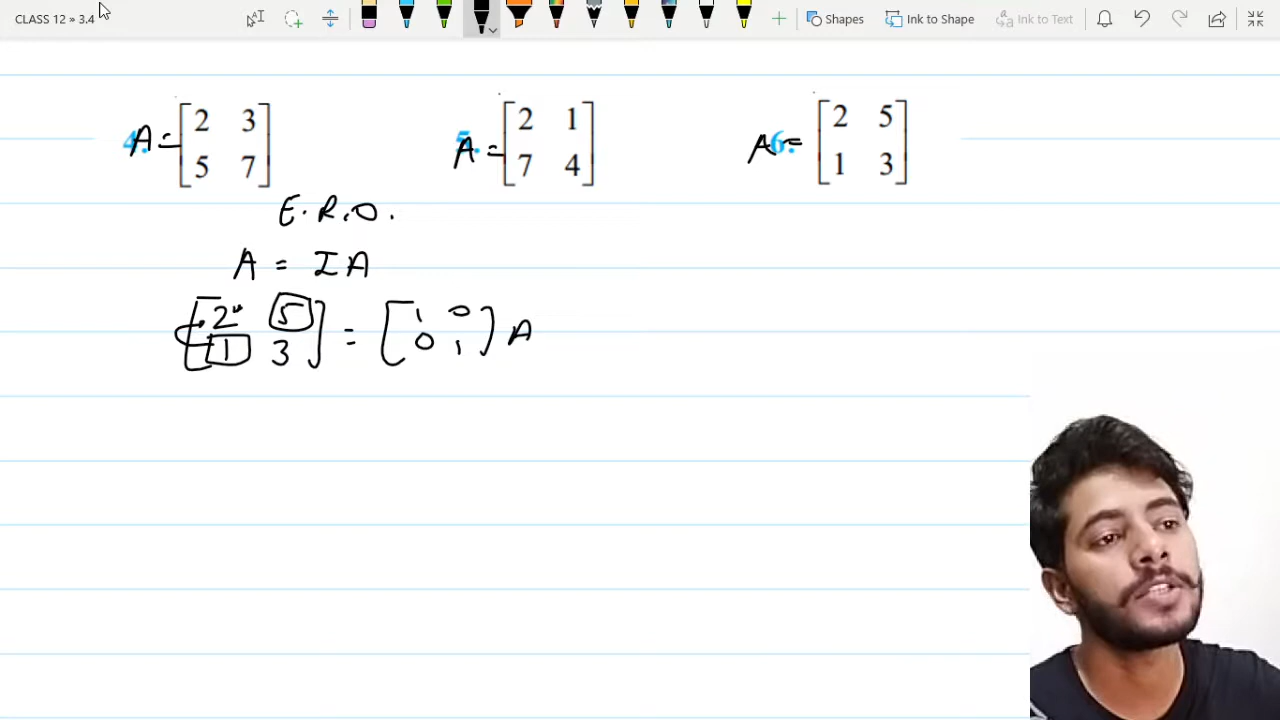 CLASS 12 » 3.4
Shapes
Ink to Shape
Ink to Text
4. A = [2 3
5 7]
5. A = [2 1
7 4]
6. A = [2 5
1 3]
E.R.O.
A = IA
[2 5
1 3] = [1 0
0 1] A